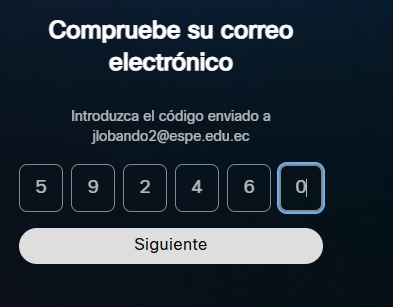 Compruebe su correo
electrónico
Introduzca el código enviado a
jlobando2@espe.edu.ec
5 9 2 4 6 0
Siguiente